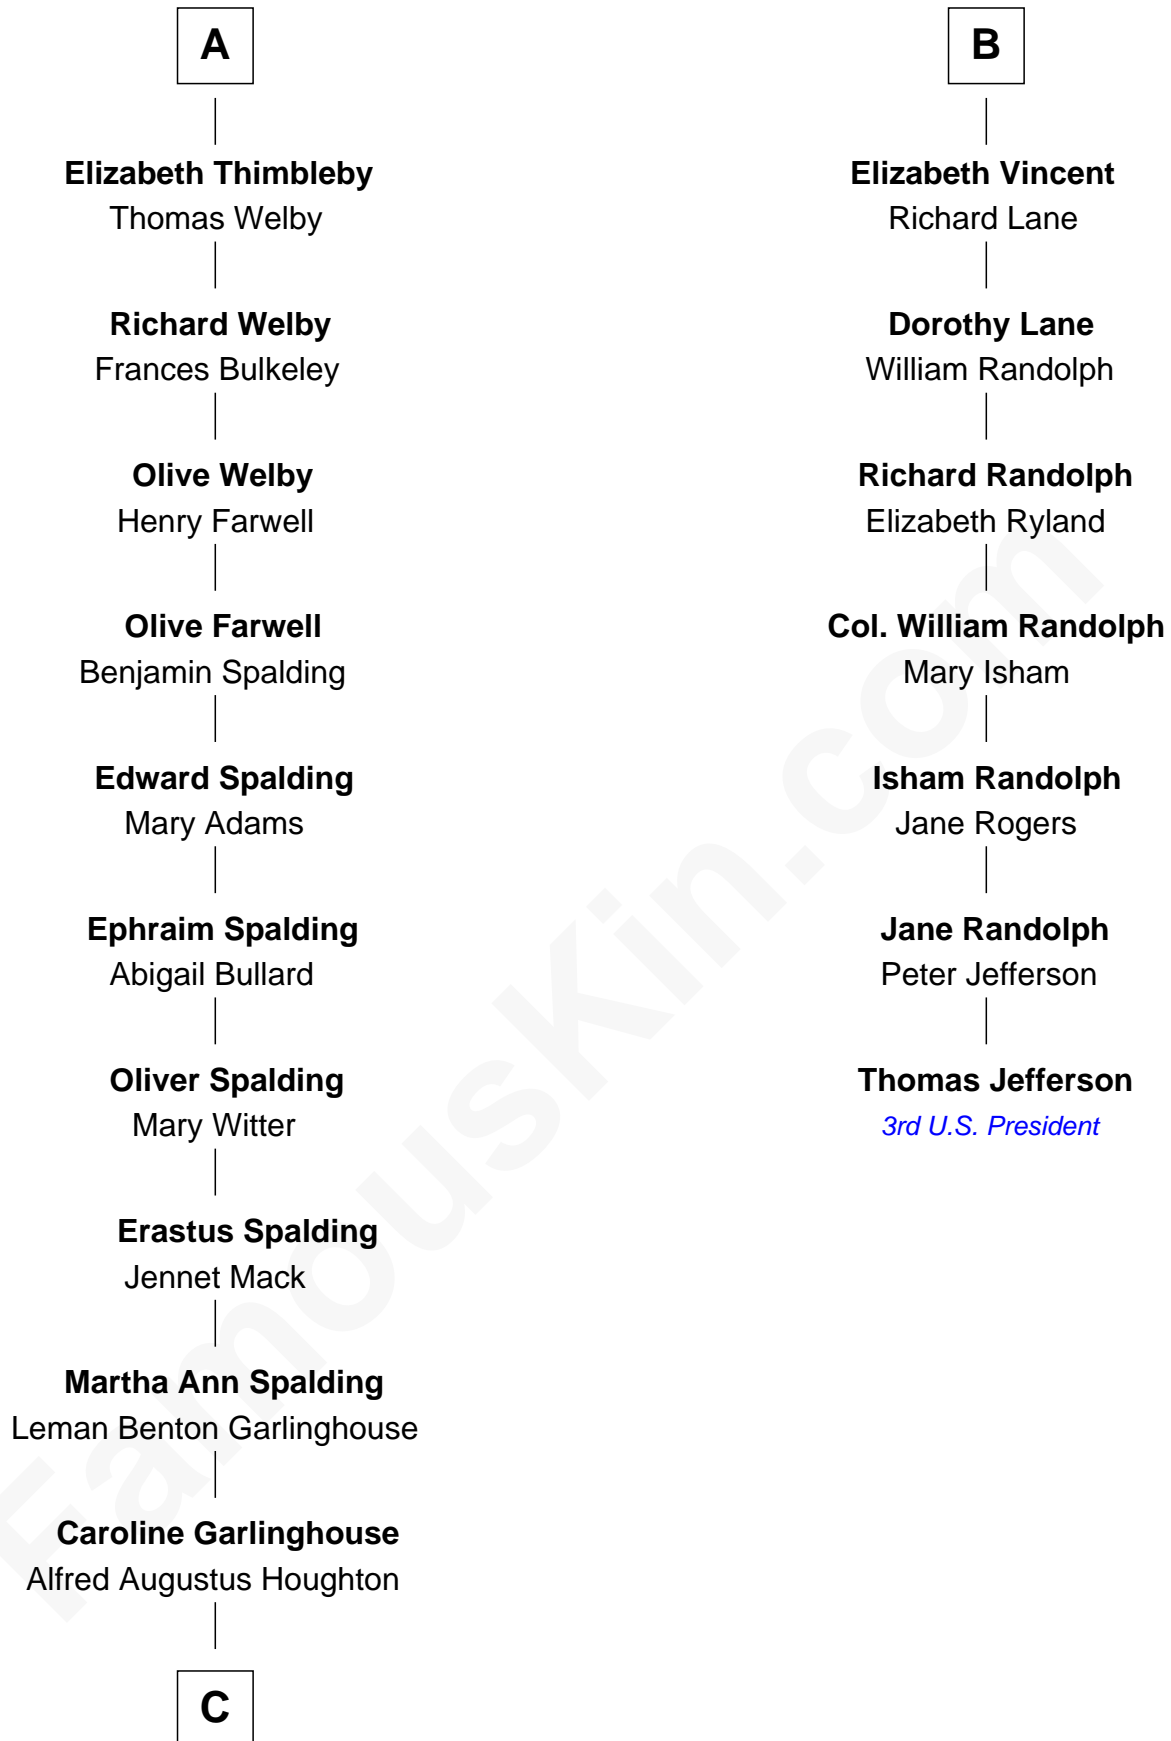 A
Elizabeth Thimbleby
Thomas Welby
Richard Welby
Frances Bulkeley
Olive Welby
Henry Farwell
Olive Farwell
Benjamin Spalding
Edward Spalding
Mary Adams
Ephraim Spalding
Abigail Bullard
Oliver Spalding
Mary Witter
Erastus Spalding
Jennet Mack
Martha Ann Spalding
Leman Benton Garlinghouse
Caroline Garlinghouse
Alfred Augustus Houghton
C
B
Elizabeth Vincent
Richard Lane
Dorothy Lane
William Randolph
Richard Randolph
Elizabeth Ryland
Col. William Randolph
Mary Isham
Isham Randolph
Jane Rogers
Jane Randolph
Peter Jefferson
Thomas Jefferson
3rd U.S. President
FamousKin.com